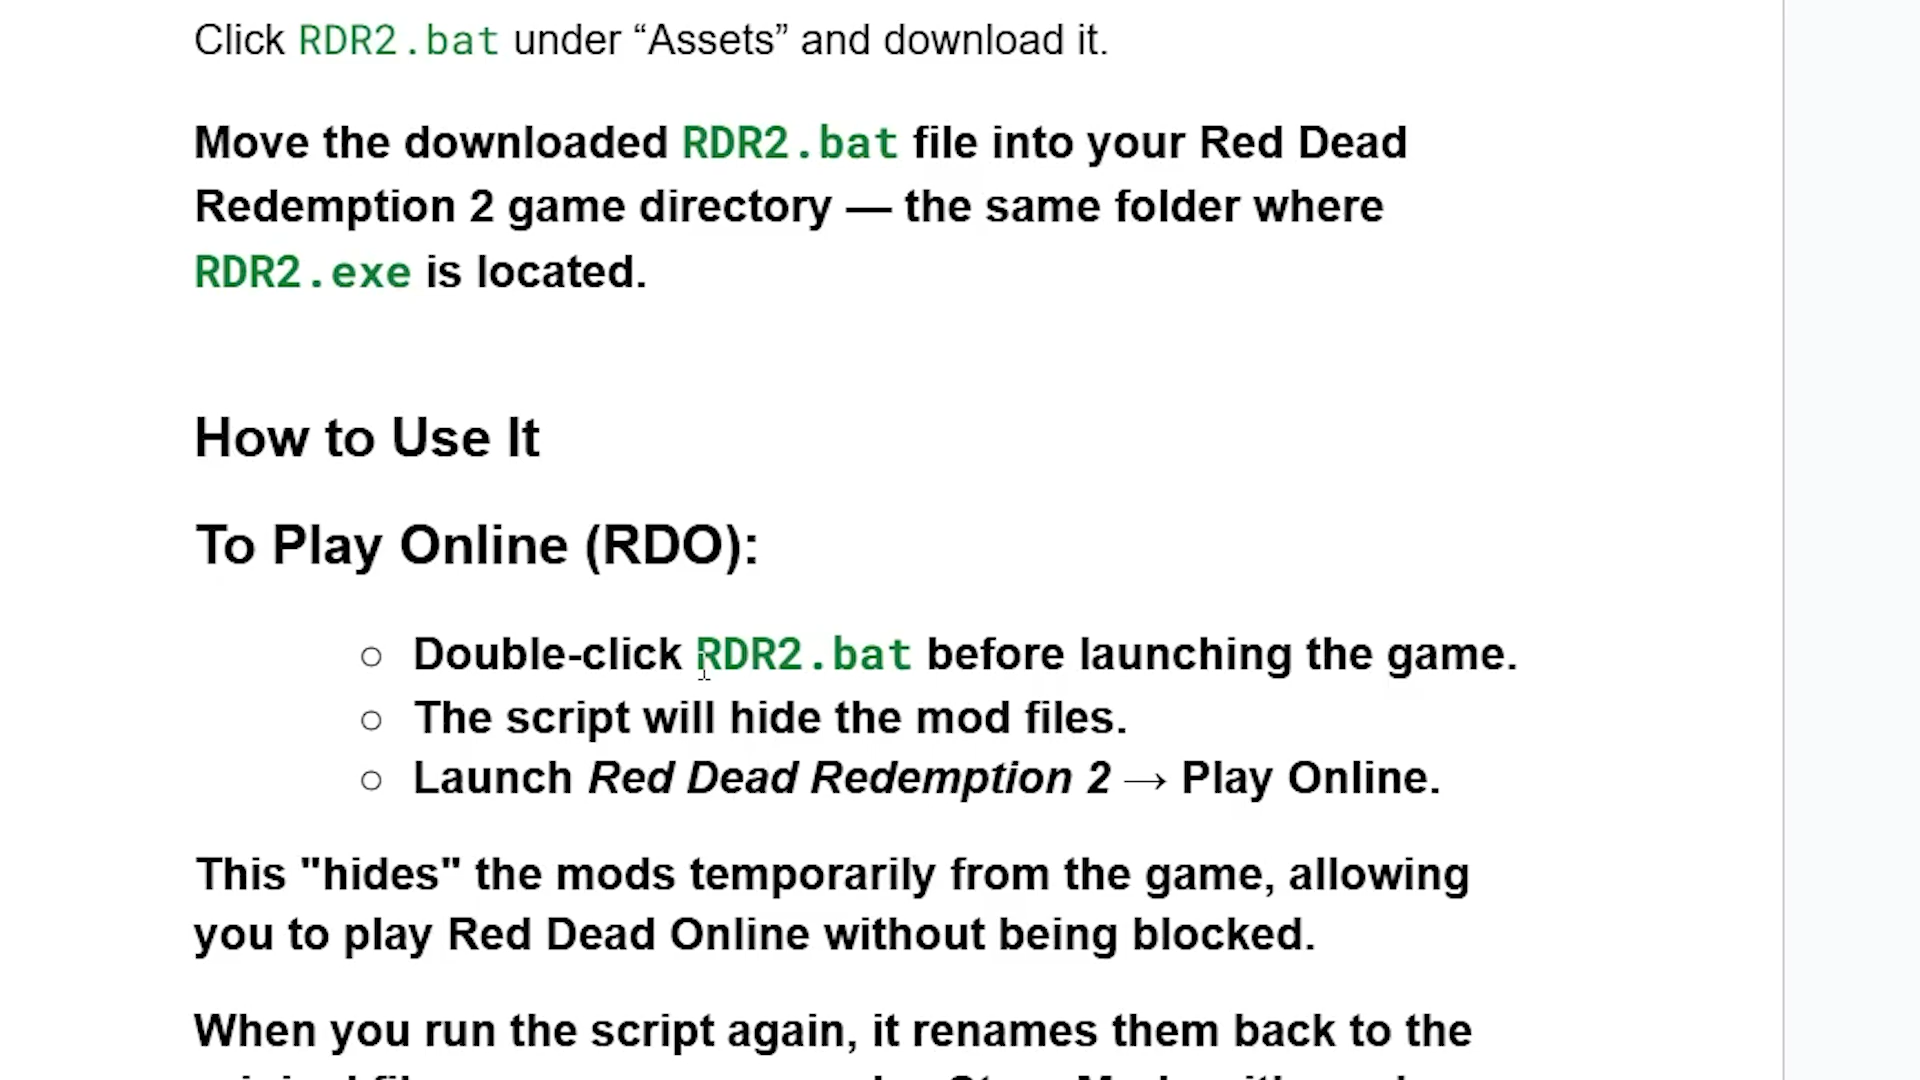 Click RDR2.bat under “Assets” and download it.
Move the downloaded RDR2.bat file into your Red Dead
Redemption 2 game directory — the same folder where
RDR2.exe is located.
How to Use It
To Play Online (RDO):
○ Double-click RDR2.bat before launching the game.
○ The script will hide the mod files.
○ Launch Red Dead Redemption 2 → Play Online.
This "hides" the mods temporarily from the game, allowing
you to play Red Dead Online without being blocked.
When you run the script again, it renames them back to the